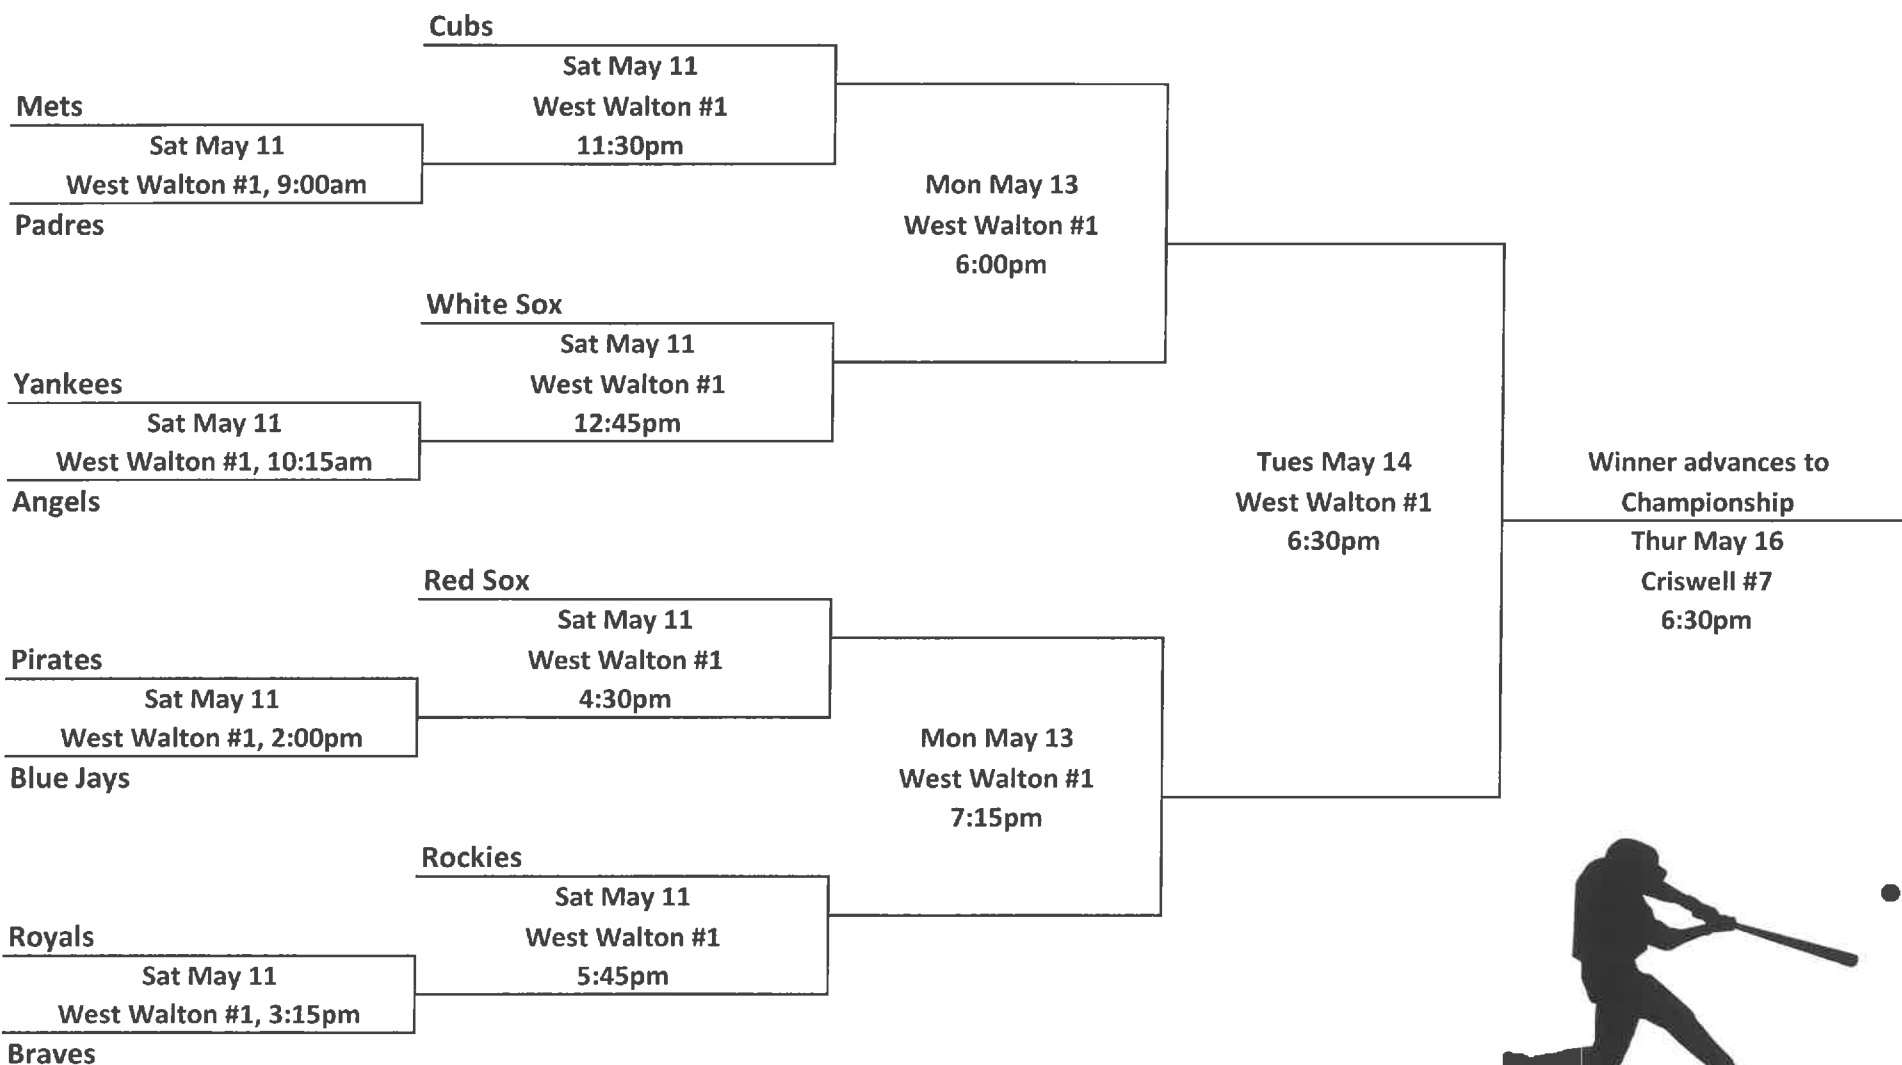 Cubs
Sat May 11
West Walton #1
11:30pm
Mets
Sat May 11
West Walton #1, 9:00am
Padres
Mon May 13
West Walton #1
6:00pm
White Sox
Sat May 11
West Walton #1
12:45pm
Yankees
Sat May 11
West Walton #1, 10:15am
Angels
Tues May 14
West Walton #1
6:30pm
Winner advances to
Championship
Thur May 16
Criswell #7
6:30pm
Red Sox
Sat May 11
West Walton #1
4:30pm
Pirates
Sat May 11
West Walton #1, 2:00pm
Blue Jays
Mon May 13
West Walton #1
7:15pm
Rockies
Sat May 11
West Walton #1
5:45pm
Royals
Sat May 11
West Walton #1, 3:15pm
Braves